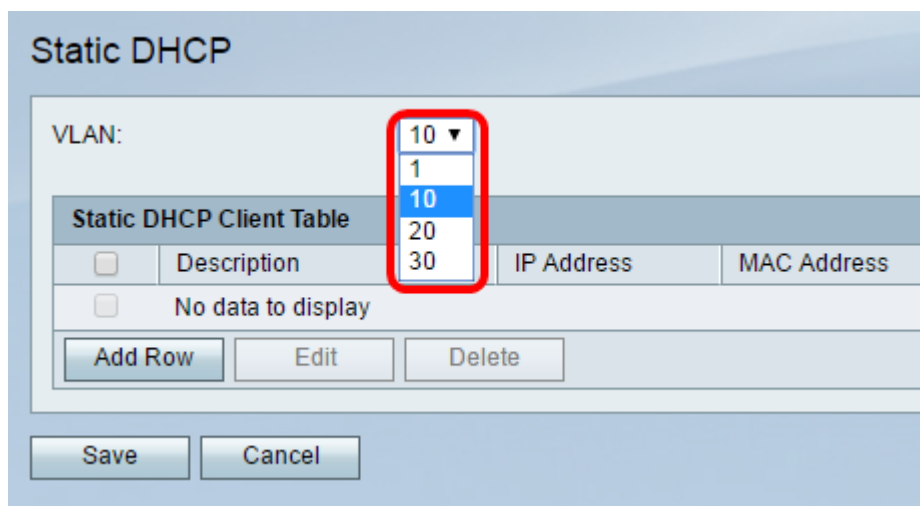 Static DHCP
VLAN:
10
1
10
20
30
Static DHCP Client Table
Description IP Address MAC Address
No data to display
Add Row Edit Delete
Save Cancel